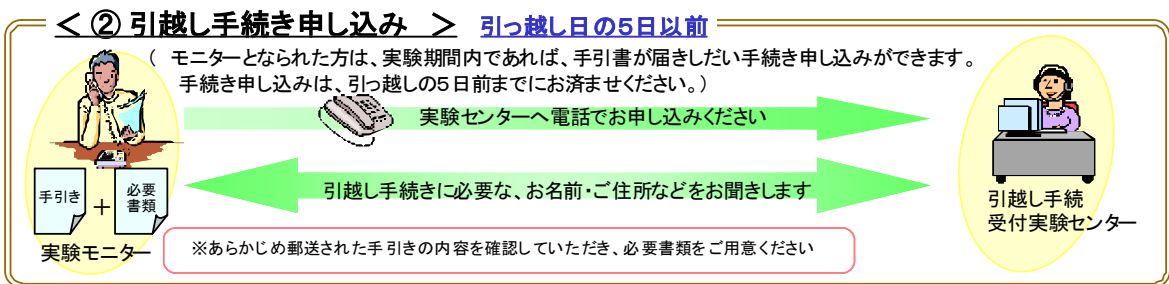 ＜ ② 引越し手続き申し込み ＞ 引っ越し日の５日以前
（ モニターとなられた方は、実験期間内であれば、手引書が届きしだい手続き申し込みができます。
手続き申し込みは、引っ越しの５日前までにお済ませください。）
実験センターへ電話でお申し込みください
引越し手続きに必要な、お名前・ご住所などをお聞きします
手引き
＋
必要
書類
実験モニター
引越し手続
受付実験センター
※あらかじめ郵送された手引きの内容を確認していただき、必要書類をご用意ください